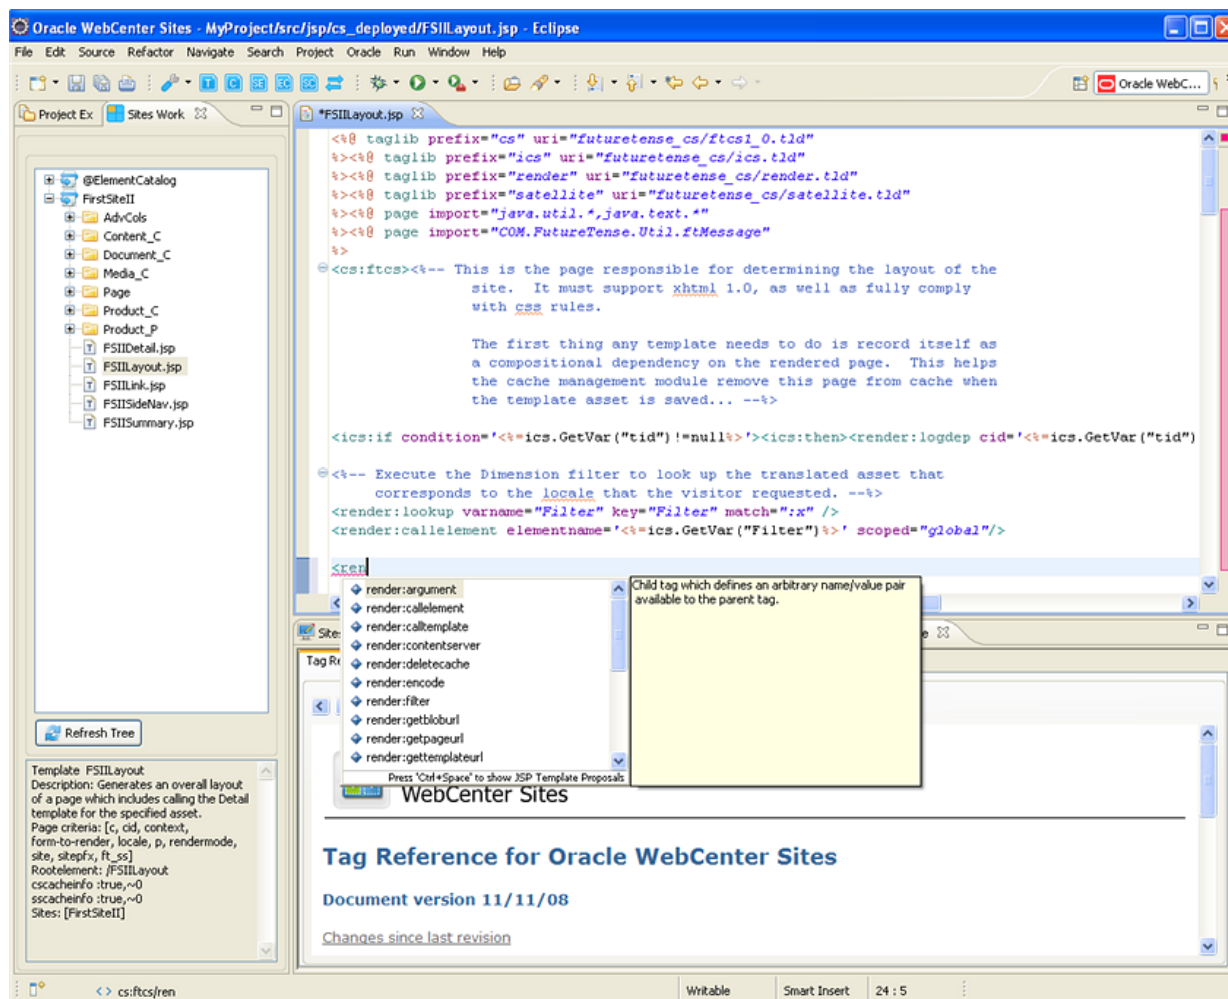 Oracle WebCenter Sites - MyProject/src/jsp/cs_deployed/FSIILayout.jsp - Eclipse
File Edit Source Refactor Navigate Search Project Oracle Run Window Help
Oracle WebC...
Project Ex Sites Work
@ElementCatalog
FirstSiteII
AdvCols
Content_C
Document_C
Media_C
Page
Product_C
Product_P
FSIIDetail.jsp
FSIILayout.jsp
FSIILink.jsp
FSIISideNav.jsp
FSIISummary.jsp
Refresh Tree
Template FSIILayout
Description: Generates an overall layout
of a page which includes calling the Detail
template for the specified asset.
Page criteria: [c, cid, context,
form-to-render, locale, p, rendermode,
site, sitepfx, ft_ss]
Rootelement: /FSIILayout
cscacheinfo :true,~0
sscacheinfo :true,~0
Sites: [FirstSiteII]
*FSIILayout.jsp
<%@ taglib prefix="cs" uri="futuretense_cs/ftcs1_0.tld"
%><%@ taglib prefix="ics" uri="futuretense_cs/ics.tld"
%><%@ taglib prefix="render" uri="futuretense_cs/render.tld"
%><%@ taglib prefix="satellite" uri="futuretense_cs/satellite.tld"
%><%@ page import="java.util.*,java.text.*"
%><%@ page import="COM.FutureTense.Util.ftMessage"
%>
<cs:ftcs><%-- This is the page responsible for determining the layout of the
site. It must support xhtml 1.0, as well as fully comply
with css rules.
The first thing any template needs to do is record itself as
a compositional dependency on the rendered page. This helps
the cache management module remove this page from cache when
the template asset is saved... --%>
<ics:if condition='<%=ics.GetVar("tid")!=null%>'><ics:then><render:logdep cid='<%=ics.GetVar("tid")
<%-- Execute the Dimension filter to look up the translated asset that
corresponds to the locale that the visitor requested. --%>
<render:lookup varname="Filter" key="Filter" match=":x" />
<render:callelement elementname='<%=ics.GetVar("Filter")%>' scoped="global"/>
<ren
render:argument
render:callelement
render:calltemplate
render:contentserver
render:deletecache
render:encode
render:filter
render:getbloburl
render:getpageurl
render:gettemplateurl
Press 'Ctrl+Space' to show JSP Template Proposals
Child tag which defines an arbitrary name/value pair
available to the parent tag.
Tag Re
WebCenter Sites
Tag Reference for Oracle WebCenter Sites
Document version 11/11/08
Changes since last revision
<> cs:ftcs/ren Writable Smart Insert 24 : 5